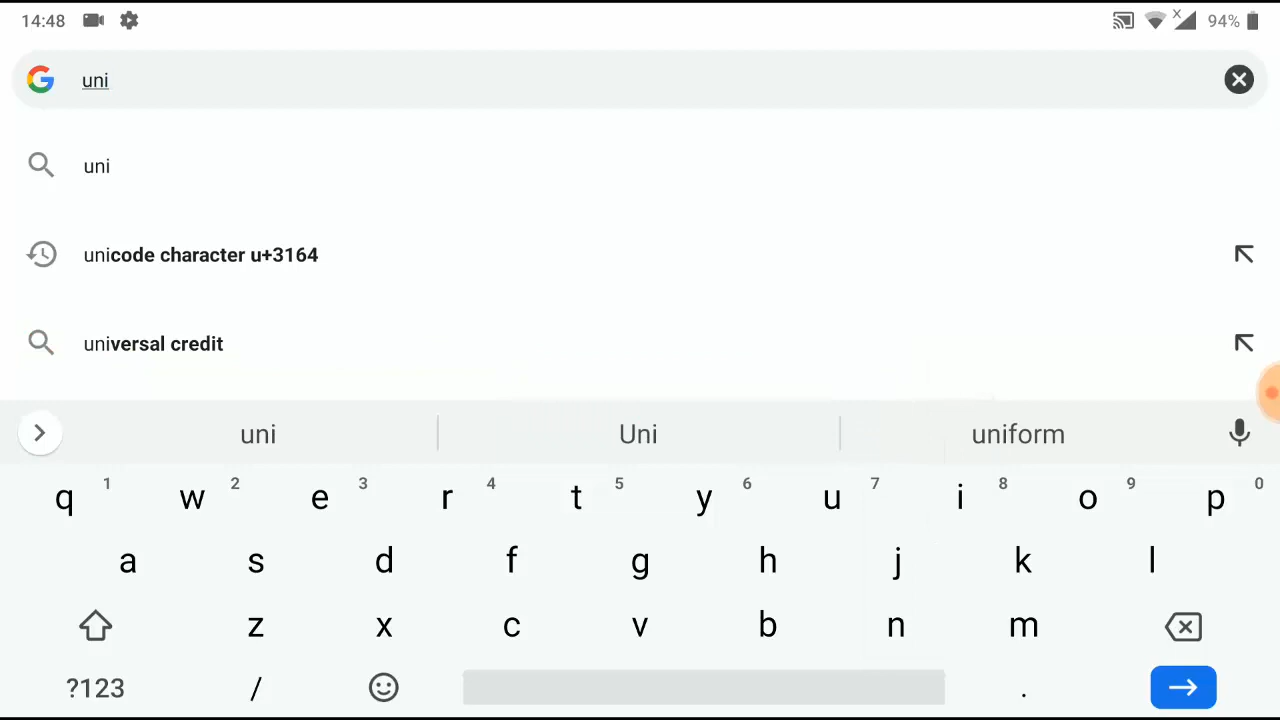 14:48 94%
uni
uni
unicode character u+3164
universal credit
uni Uni uniform
q 1 w 2 e 3 r 4 t 5 y 6 u 7 i 8 o 9 p 0
a s d f g h j k l
z x c v b n m
?123 / .